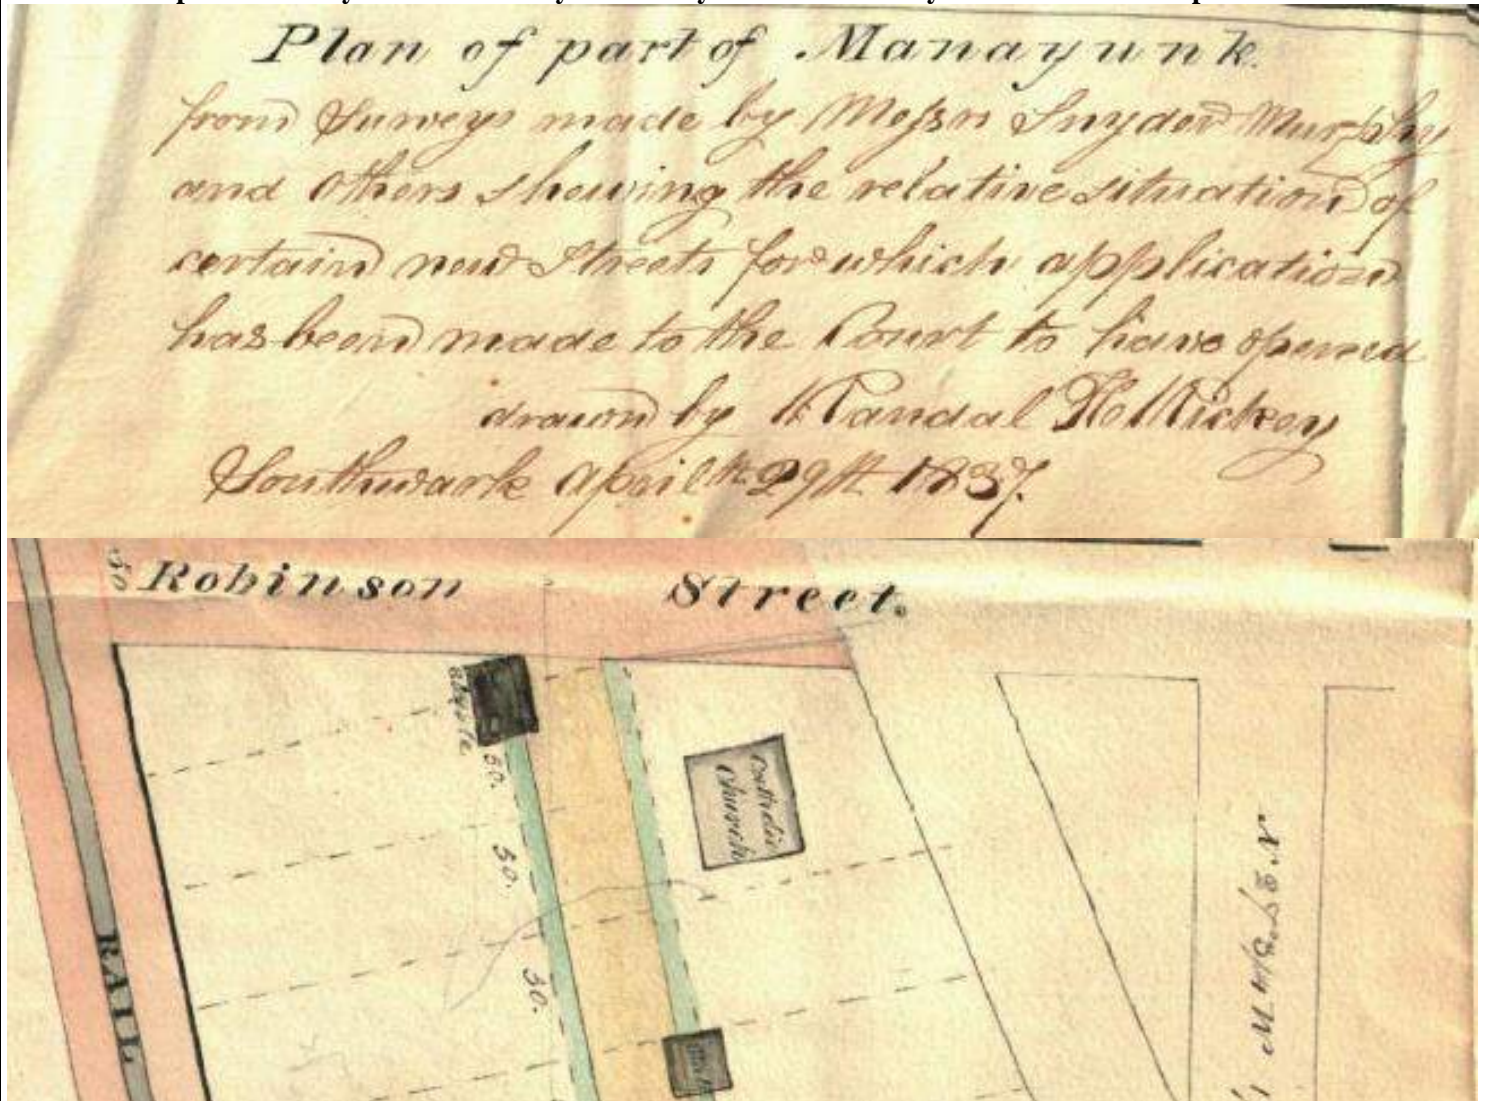 Plan of part of Manayunk.
from Surveys made by Messrs Snyder Murphy
and others shewing the relative situation of
certain new Streets for which application
has been made to the Court to have opened
drawn by Randal
Southwark April 29th 1837.
50
Robinson Street.
50.
Catholic
Church
50.
50.
RAIL